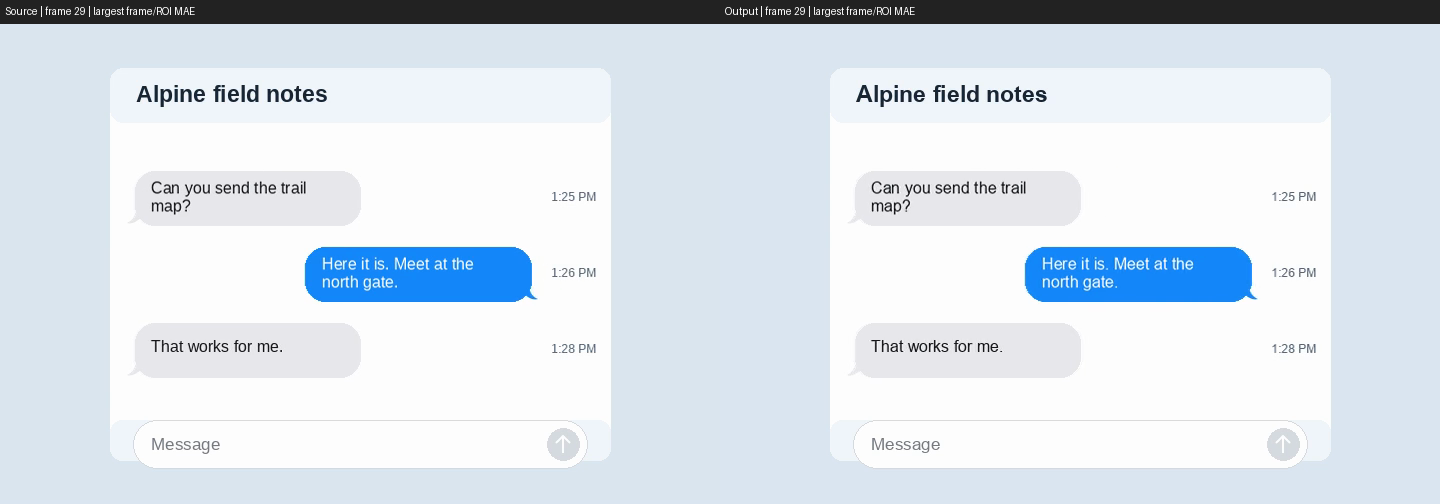 Source | frame 29 | largest frame/ROI MAE
Output | frame 29 | largest frame/ROI MAE
Alpine field notes
Can you send the trail
map?
1:25 PM
Here it is. Meet at the
north gate.
1:26 PM
That works for me.
1:28 PM
Message
Alpine field notes
Can you send the trail
map?
1:25 PM
Here it is. Meet at the
north gate.
1:26 PM
That works for me.
1:28 PM
Message